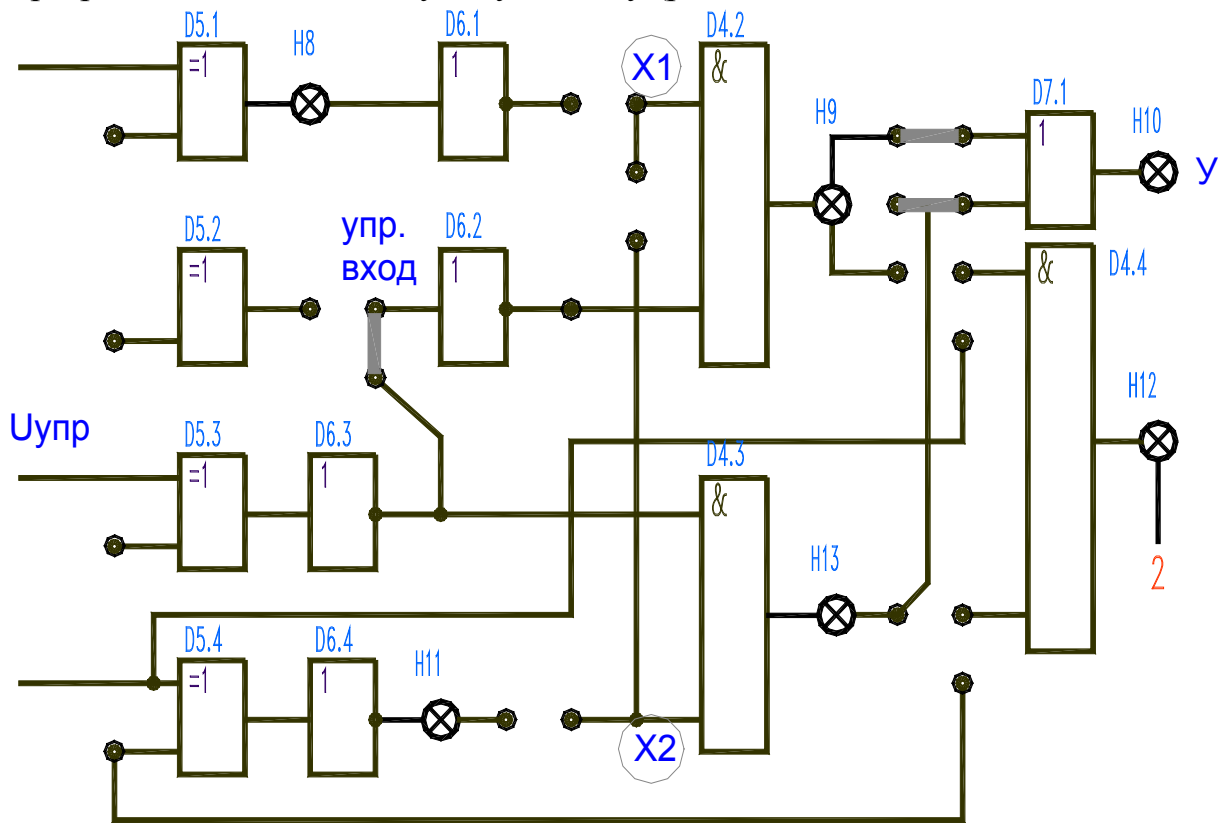 D5.1
=1
H8
D6.1
1
X1
D4.2
&
H9
D7.1
1
H10
У
D5.2
=1
упр.
вход
D6.2
1
&
D4.4
H12
2
Uупр
D5.3
=1
D6.3
1
D4.3
&
H13
D5.4
=1
D6.4
1
H11
X2